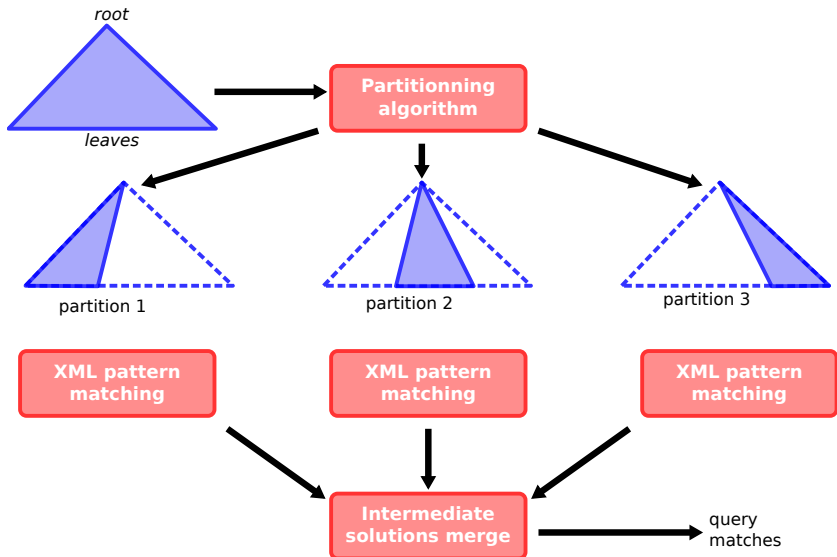 root
leaves
Partitionning
algorithm
partition 1
partition 2
partition 3
XML pattern
matching
XML pattern
matching
XML pattern
matching
Intermediate
solutions merge
query
matches